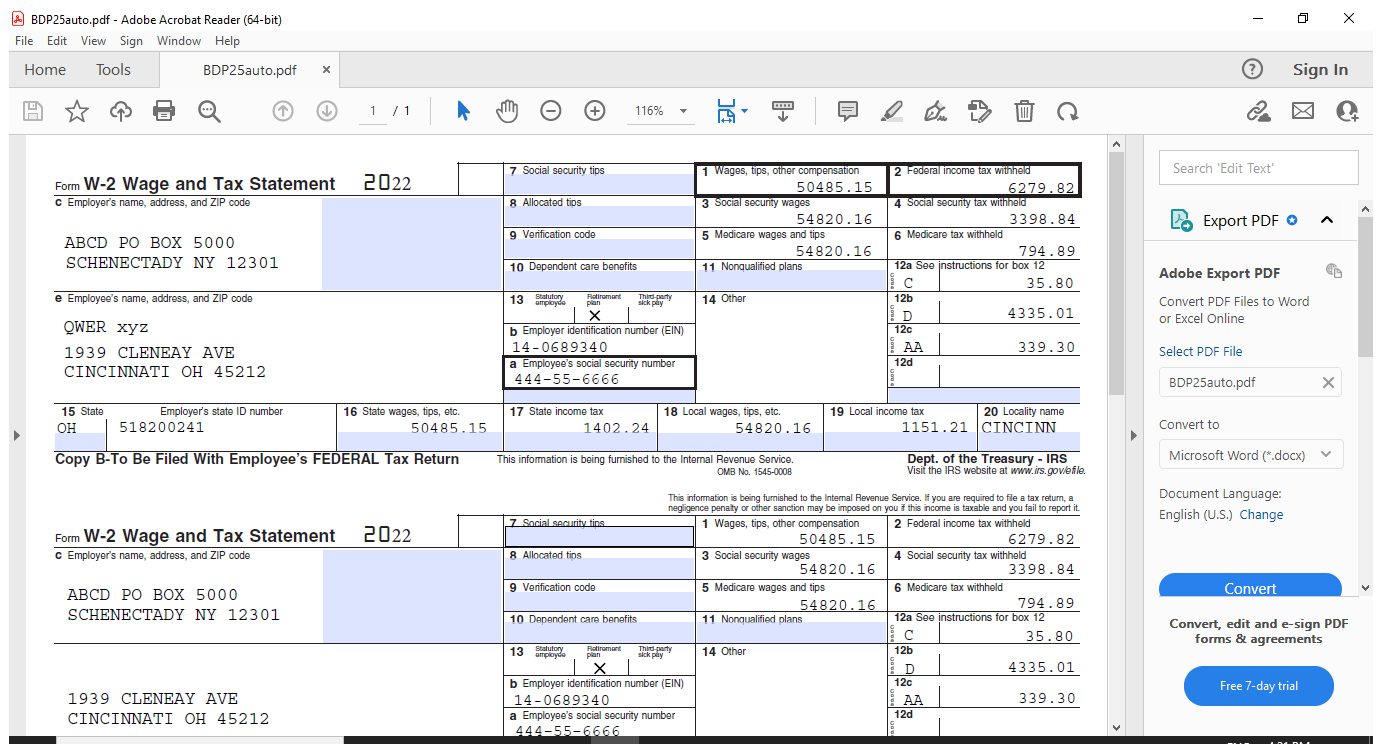 BDP25auto.pdf - Adobe Acrobat Reader (64-bit)
File Edit View Sign Window Help
Home Tools BDP25auto.pdf × ? Sign In
1 / 1 116%
Form W-2 Wage and Tax Statement 2022
7 Social security tips
1 Wages, tips, other compensation
50485.15
2 Federal income tax withheld
6279.82
c Employer's name, address, and ZIP code
8 Allocated tips
3 Social security wages
54820.16
4 Social security tax withheld
3398.84
ABCD PO BOX 5000
SCHENECTADY NY 12301
9 Verification code
5 Medicare wages and tips
54820.16
6 Medicare tax withheld
794.89
10 Dependent care benefits
11 Nonqualified plans
12a See instructions for box 12
Code
C 35.80
e Employee's name, address, and ZIP code
13 Statutory employee Retirement plan Third-party sick pay
X
14 Other
12b
Code
D 4335.01
QWER xyz
1939 CLENEAY AVE
CINCINNATI OH 45212
b Employer identification number (EIN)
14-0689340
12c
Code
AA 339.30
a Employee's social security number
444-55-6666
12d
Code
15 State Employer's state ID number 16 State wages, tips, etc. 17 State income tax 18 Local wages, tips, etc. 19 Local income tax 20 Locality name
OH 518200241 50485.15 1402.24 54820.16 1151.21 CINCINN
Copy B-To Be Filed With Employee's FEDERAL Tax Return
This information is being furnished to the Internal Revenue Service.
OMB No. 1545-0008
Dept. of the Treasury - IRS
Visit the IRS website at www.irs.gov/efile.
This information is being furnished to the Internal Revenue Service. If you are required to file a tax return, a
negligence penalty or other sanction may be imposed on you if this income is taxable and you fail to report it.
Form W-2 Wage and Tax Statement 2022
7 Social security tips
1 Wages, tips, other compensation
50485.15
2 Federal income tax withheld
6279.82
c Employer's name, address, and ZIP code
8 Allocated tips
3 Social security wages
54820.16
4 Social security tax withheld
3398.84
ABCD PO BOX 5000
SCHENECTADY NY 12301
9 Verification code
5 Medicare wages and tips
54820.16
6 Medicare tax withheld
794.89
10 Dependent care benefits
11 Nonqualified plans
12a See instructions for box 12
Code
C 35.80
13 Statutory employee Retirement plan Third-party sick pay
X
14 Other
12b
Code
D 4335.01
1939 CLENEAY AVE
CINCINNATI OH 45212
b Employer identification number (EIN)
14-0689340
12c
Code
AA 339.30
a Employee's social security number
444-55-6666
12d
Search 'Edit Text'
Export PDF
Adobe Export PDF
Convert PDF Files to Word
or Excel Online
Select PDF File
BDP25auto.pdf
Convert to
Microsoft Word (*.docx)
Document Language:
English (U.S.) Change
Convert
Convert, edit and e-sign PDF
forms & agreements
Free 7-day trial